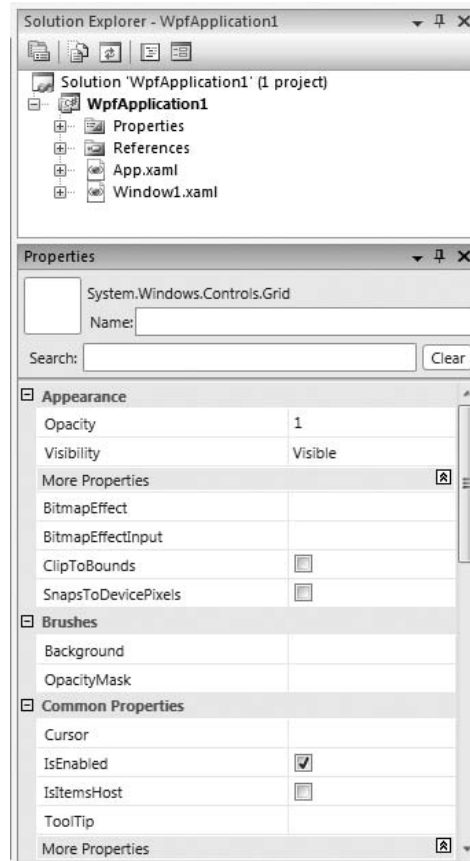 Solution Explorer - WpfApplication1
Solution 'WpfApplication1' (1 project)
WpfApplication1
Properties
References
App.xaml
Window1.xaml
Properties
System.Windows.Controls.Grid
Name:
Search:
Clear
Appearance
Opacity 1
Visibility Visible
More Properties
BitmapEffect
BitmapEffectInput
ClipToBounds
SnapsToDevicePixels
Brushes
Background
OpacityMask
Common Properties
Cursor
IsEnabled
IsItemsHost
ToolTip
More Properties